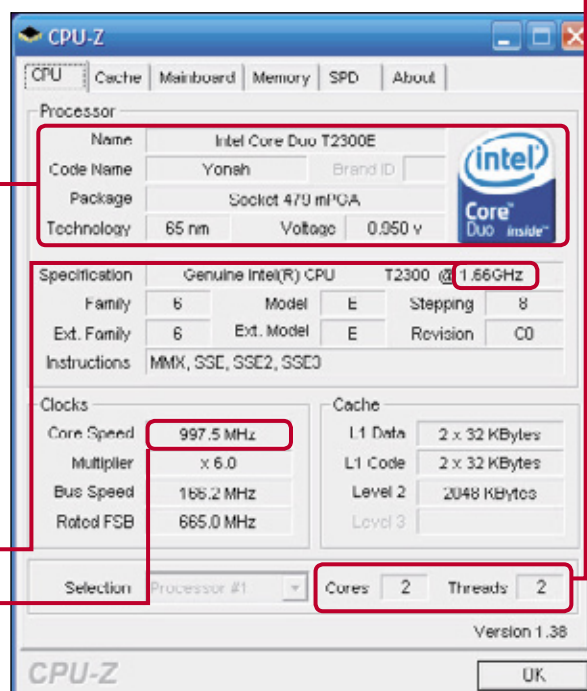 CPU-Z
CPU Cache Mainboard Memory SPD About
Processor
Name Intel Core Duo T2300E
Code Name Yonah Brand ID
Package Socket 479 mPGA
Technology 65 nm Voltage 0.950 v
intel
Core™
Duo inside™
Specification Genuine Intel(R) CPU T2300 @ 1.66GHz
Family 6 Model E Stepping 8
Ext. Family 6 Ext. Model E Revision C0
Instructions MMX, SSE, SSE2, SSE3
Clocks
Core Speed 997.5 MHz
Multiplier x 6.0
Bus Speed 166.2 MHz
Rated FSB 665.0 MHz
Cache
L1 Data 2 x 32 KBytes
L1 Code 2 x 32 KBytes
Level 2 2048 KBytes
Level 3
Selection Processor #1 Cores 2 Threads 2
Version 1.38
CPU-Z OK